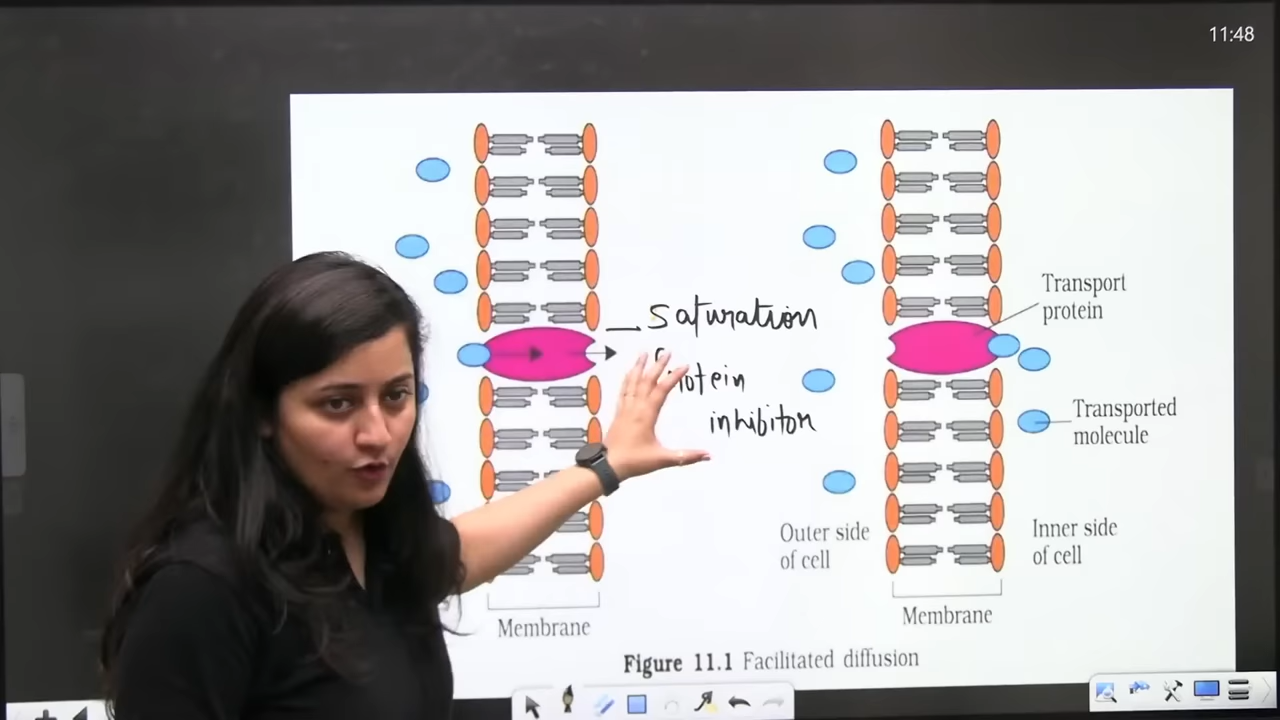 11:48
Transport
protein
Saturation
inhibitor
Transported
molecule
Outer side
of cell
Inner side
of cell
Membrane
Membrane
Figure 11.1 Facilitated diffusion